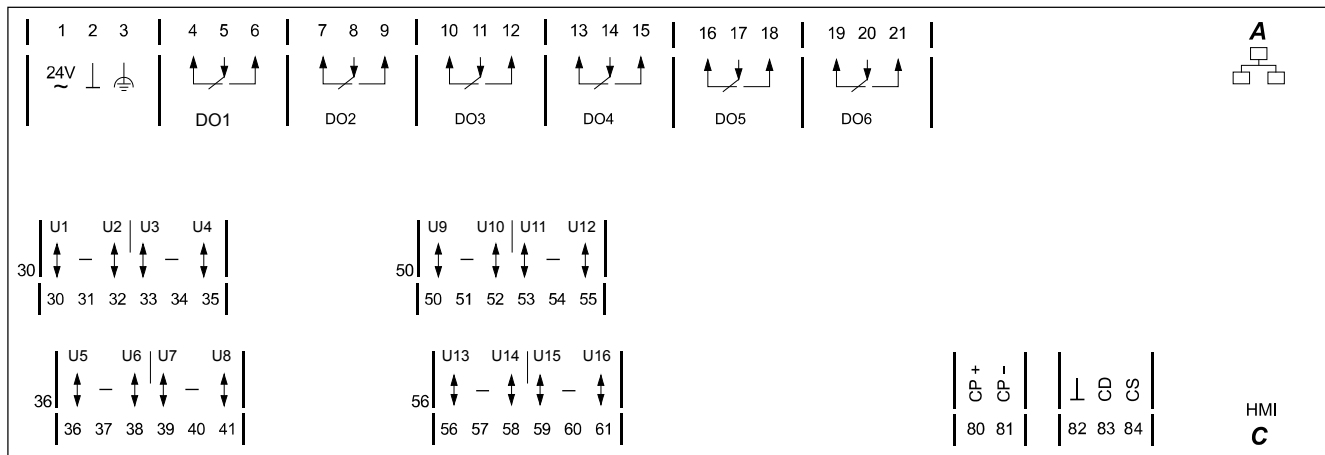 1 2 3 4 5 6 7 8 9 10 11 12 13 14 15 16 17 18 19 20 21 A
24V ~
DO1 DO2 DO3 DO4 DO5 DO6
U1 – U2 U3 – U4 U9 – U10 U11 – U12
30 50
30 31 32 33 34 35 50 51 52 53 54 55
U5 – U6 U7 – U8 U13 – U14 U15 – U16 CP + CP – CD CS
36 56
36 37 38 39 40 41 56 57 58 59 60 61 80 81 82 83 84
HMI
C